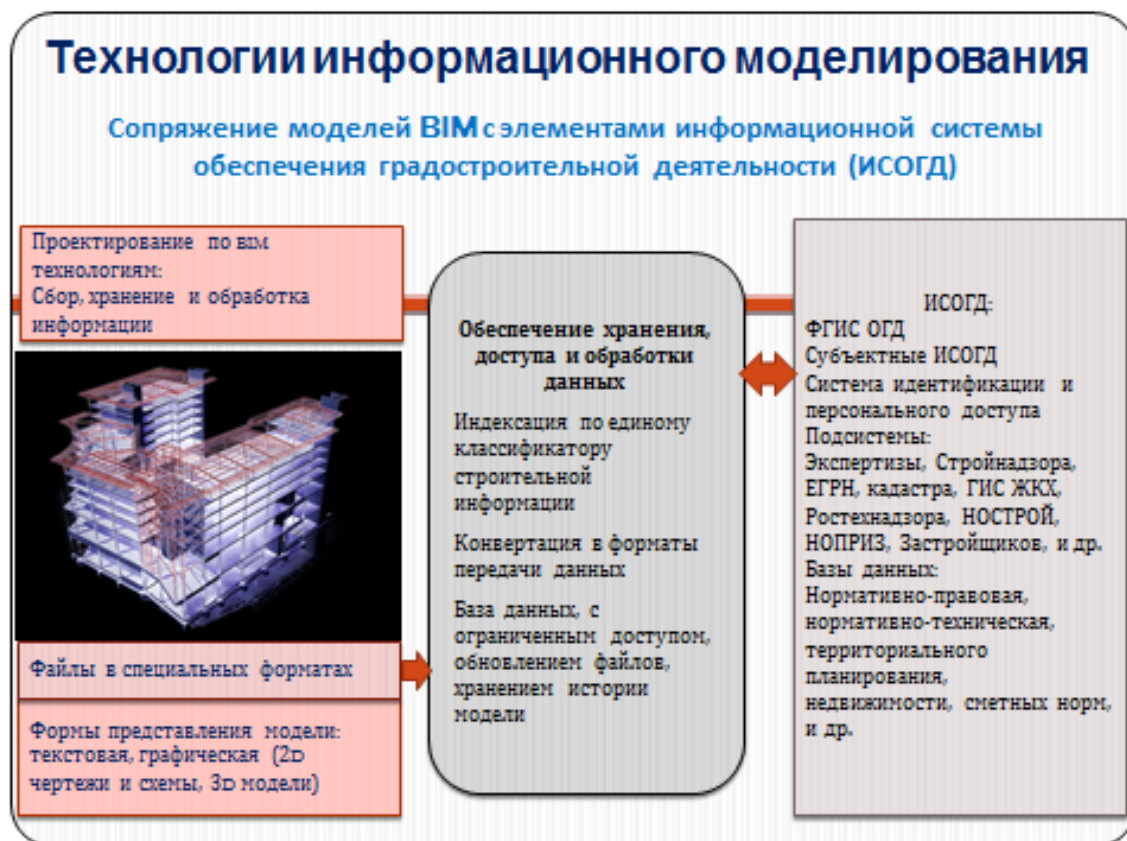 Технологии информационного моделирования
Сопряжение моделей BIM с элементами информационной системы
обеспечения градостроительной деятельности (ИСОГД)
Проектирование по BIM
технологиям:
Сбор, хранение и обработка
информации
Файлы в специальных форматах
Формы представления модели:
текстовая, графическая (2D
чертежи и схемы, 3D модели)
Обеспечение хранения,
доступа и обработки
данных
Индексация по единому
классификатору
строительной
информации
Конвертация в форматы
передачи данных
База данных, с
ограниченным доступом,
обновлением файлов,
хранением истории
модели
ИСОГД:
ФГИС ОГД
Субъектные ИСОГД
Система идентификации и
персонального доступа
Подсистемы:
Экспертизы, Стройнадзора,
ЕГРН, кадастра, ГИС ЖКХ,
Ростехнадзора, НОСТРОЙ,
НОПРИЗ, Застройщиков, и др.
Базы данных:
Нормативно-правовая,
нормативно-техническая,
территориального
планирования,
недвижимости, сметных норм,
и др.